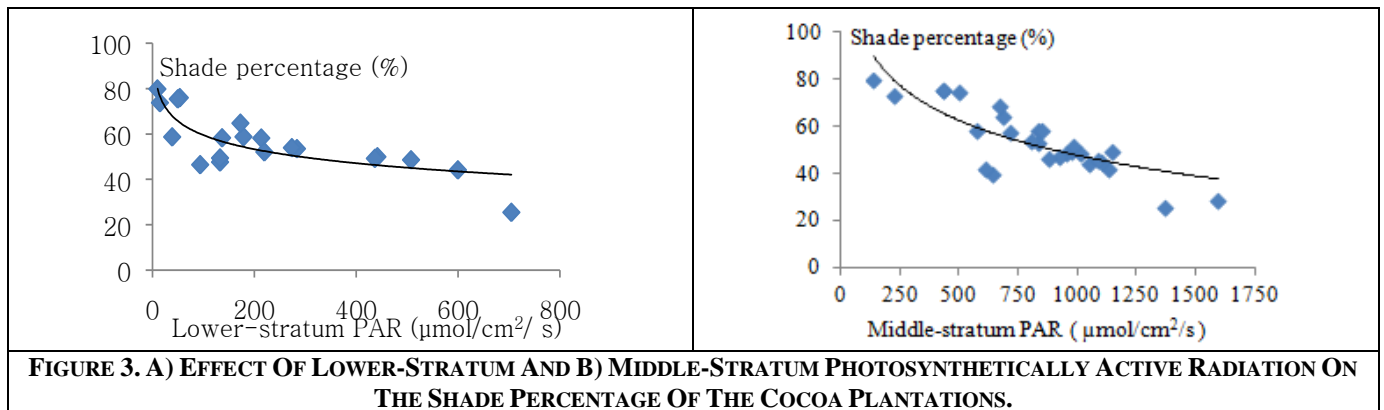 100
Shade percentage (%)
80
60
40
20
0
0 200 400 600 800
Lower-stratum PAR (µmol/cm²/ s)
100
Shade percentage (%)
80
60
40
20
0
0 250 500 750 1000 1250 1500 1750
Middle-stratum PAR ( µmol/cm²/s)
FIGURE 3. A) EFFECT OF LOWER-STRATUM AND B) MIDDLE-STRATUM PHOTOSYNTHETICALLY ACTIVE RADIATION ON
THE SHADE PERCENTAGE OF THE COCOA PLANTATIONS.